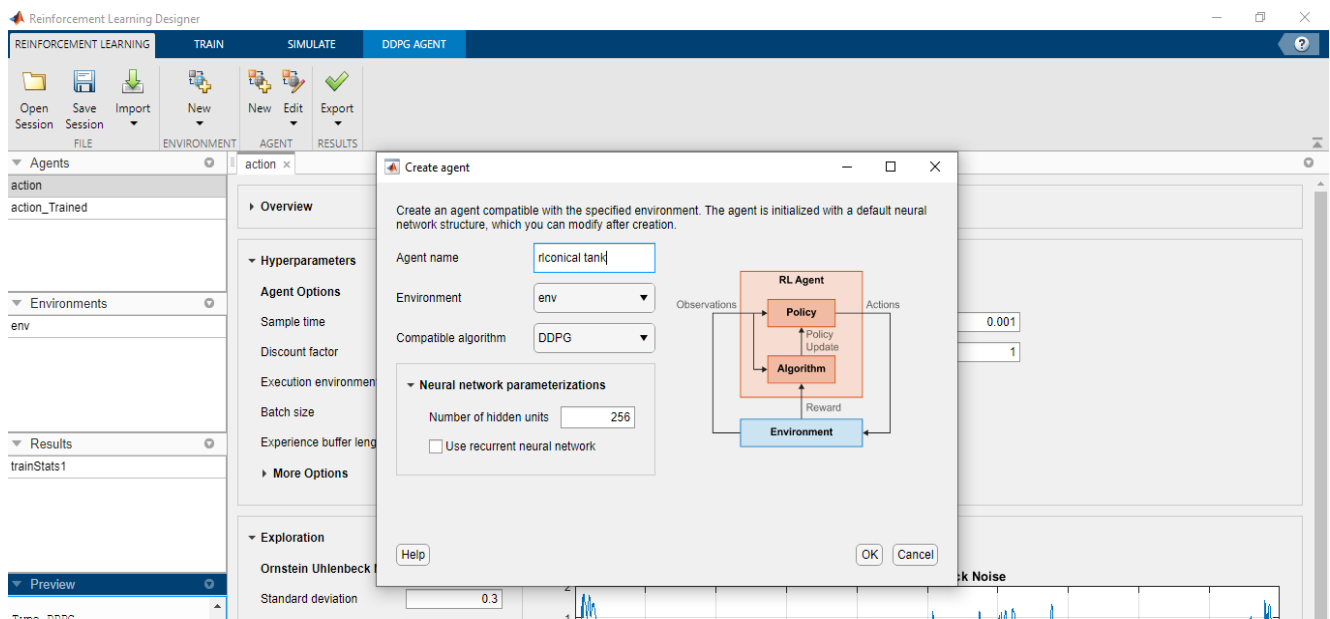 Reinforcement Learning Designer
REINFORCEMENT LEARNING TRAIN SIMULATE DDPG AGENT
?
Open Session
Save Session
Import
New
New
Edit
Export
FILE ENVIRONMENT AGENT RESULTS
Agents
action
action_Trained
Environments
env
Results
trainStats1
Preview
Type DDPG
action
Overview
Hyperparameters
Agent Options
Sample time
Discount factor
Execution environmen
Batch size
Experience buffer leng
More Options
0.001
1
Exploration
Ornstein Uhlenbeck
Standard deviation 0.3
ck Noise
2
1
Create agent
Create an agent compatible with the specified environment. The agent is initialized with a default neural
network structure, which you can modify after creation.
Agent name rlconical tank
Environment env
Compatible algorithm DDPG
Neural network parameterizations
Number of hidden units 256
Use recurrent neural network
RL Agent
Observations
Policy
Actions
Policy
Update
Algorithm
Reward
Environment
Help
OK
Cancel